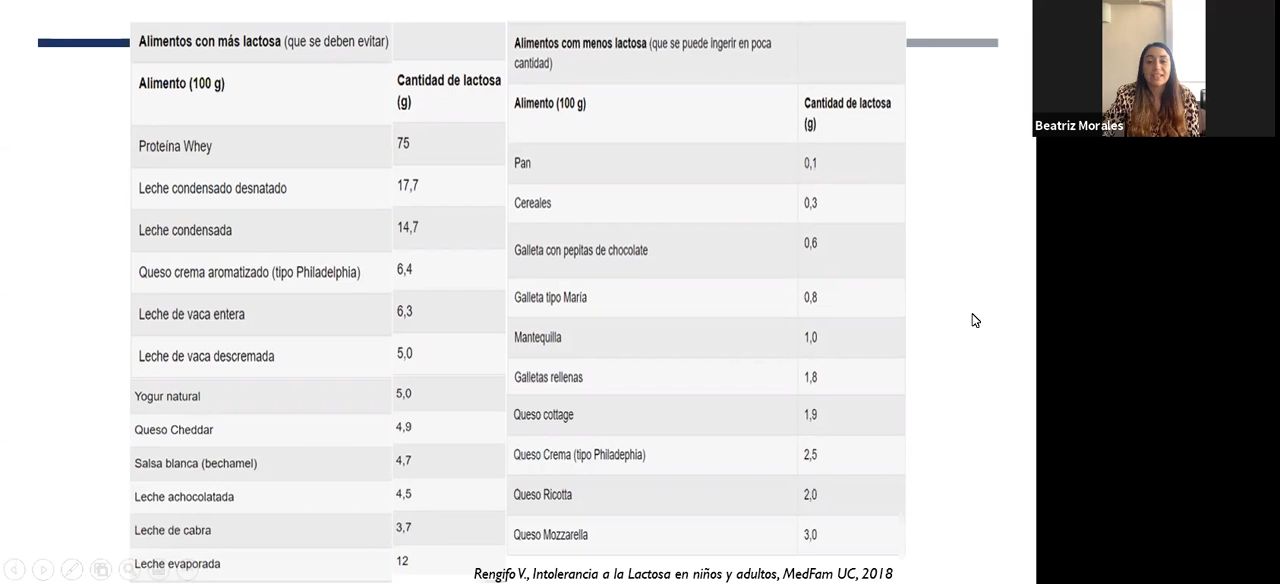 Alimentos con más lactosa (que se deben evitar)
Alimento (100 g) Cantidad de lactosa (g)
Proteína Whey 75
Leche condensado desnatado 17,7
Leche condensada 14,7
Queso crema aromatizado (tipo Philadelphia) 6,4
Leche de vaca entera 6,3
Leche de vaca descremada 5,0
Yogur natural 5,0
Queso Cheddar 4,9
Salsa blanca (bechamel) 4,7
Leche achocolatada 4,5
Leche de cabra 3,7
Leche evaporada 12
Alimentos com menos lactosa (que se puede ingerir en poca
cantidad)
Alimento (100 g) Cantidad de lactosa (g)
Pan 0,1
Cereales 0,3
Galleta con pepitas de chocolate 0,6
Galleta tipo María 0,8
Mantequilla 1,0
Galletas rellenas 1,8
Queso cottage 1,9
Queso Crema (tipo Philadephia) 2,5
Queso Ricotta 2,0
Queso Mozzarella 3,0
Rengifo V., Intolerancia a la Lactosa en niños y adultos, MedFam UC, 2018
Beatriz Morales